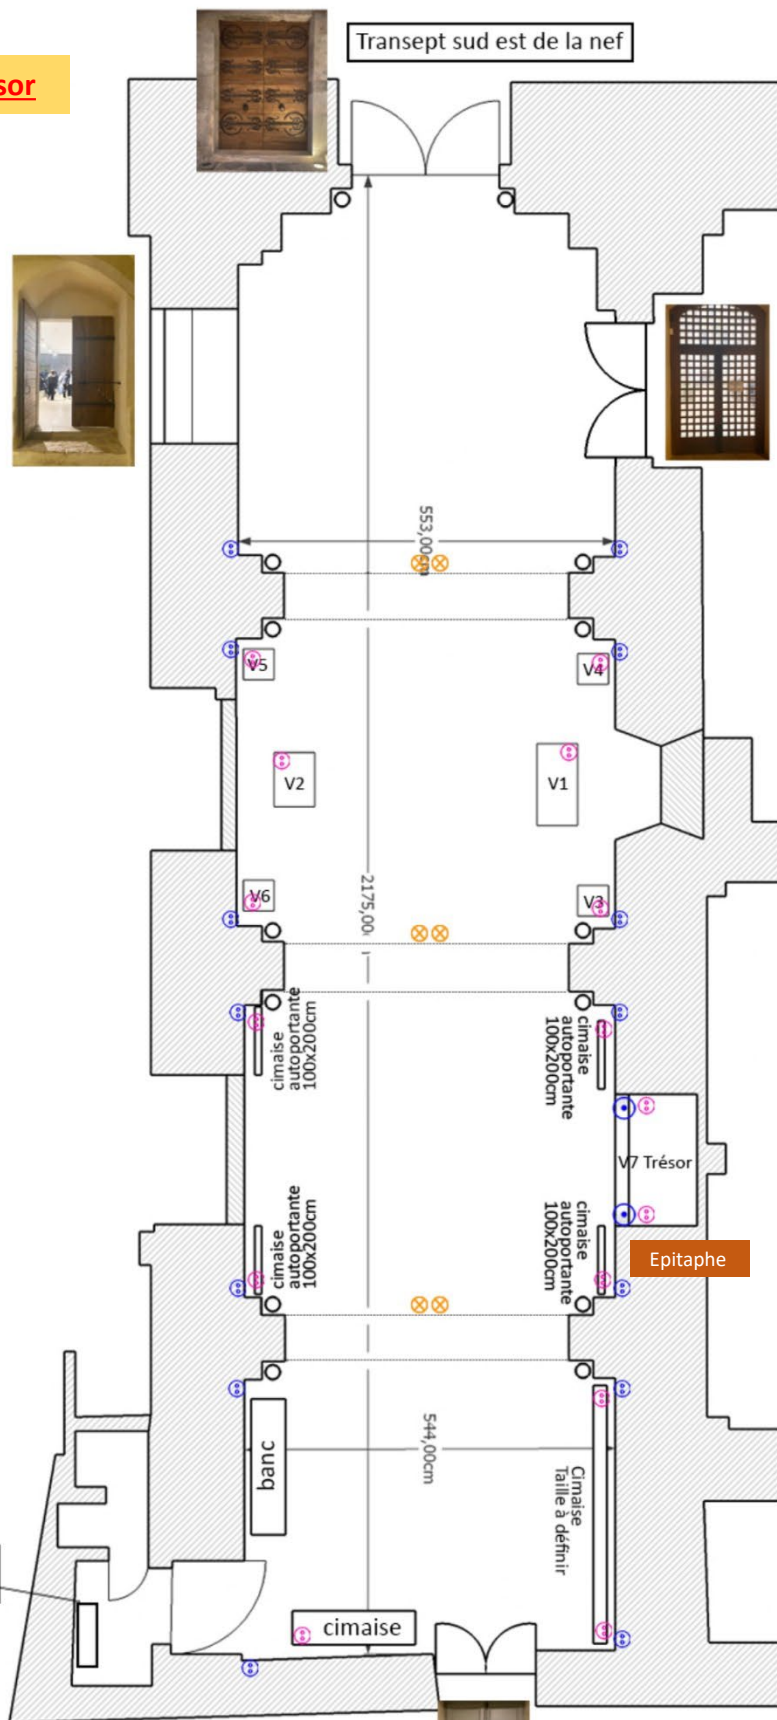 Transept sud est de la nef
sor
553,00cm
V5
V4
V2
V1
V6
V3
2175,00
cimaise
autoportante
100x200cm
cimaise
autoportante
100x200cm
V7 Trésor
cimaise
autoportante
100x200cm
cimaise
autoportante
100x200cm
Epitaphe
544,00cm
banc
Cimaise
Taille à définir
cimaise